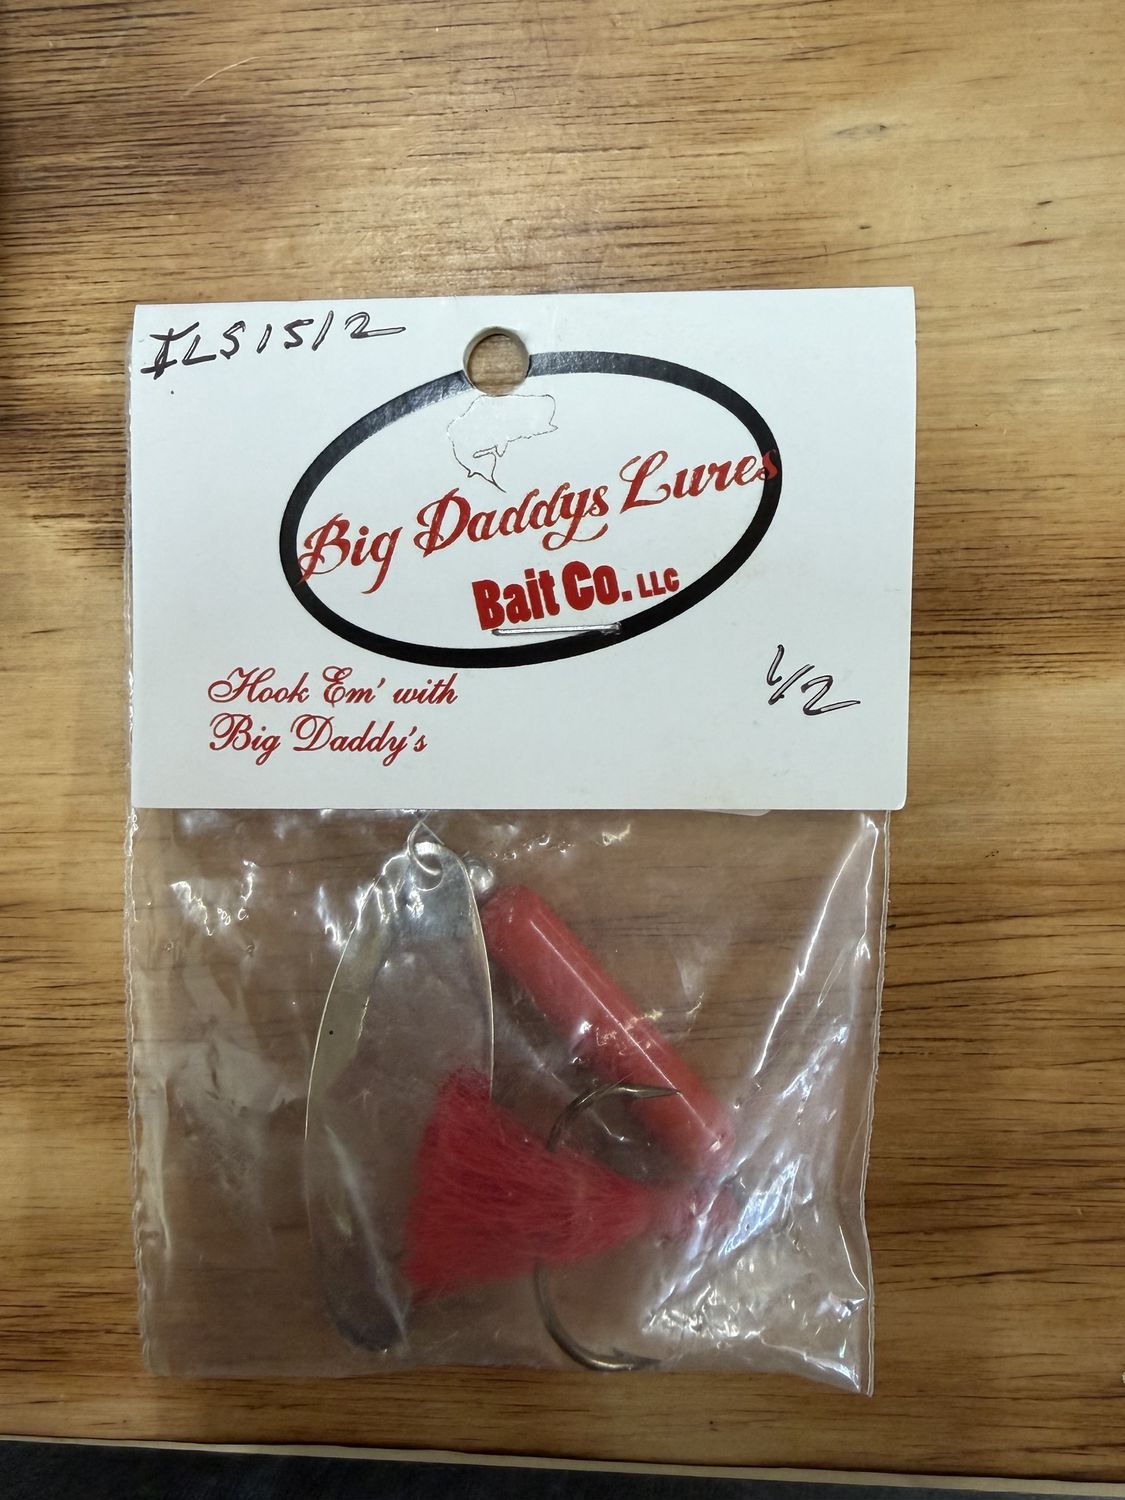 ILS1512
Big Daddys Lures
Bait Co. LLC
1/2
Hook Em' with
Big Daddy's